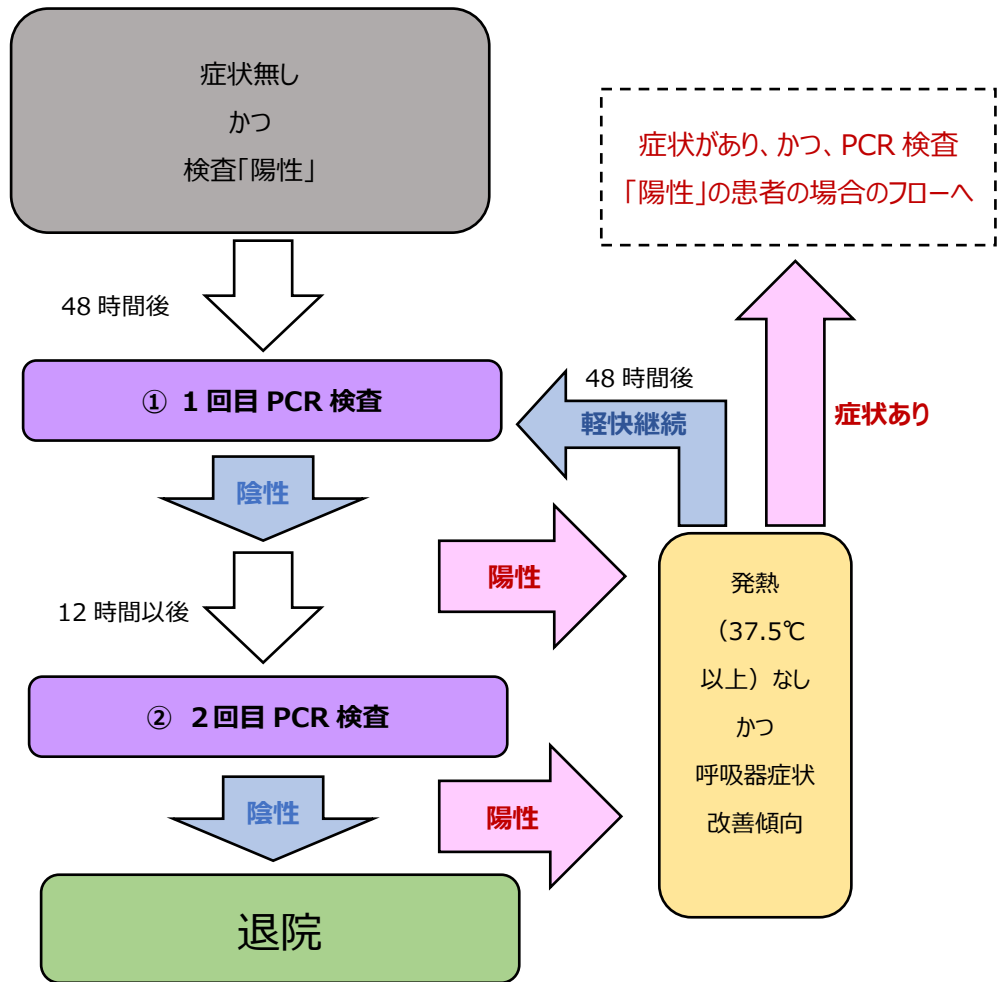 症状無し
かつ
検査「陽性」
症状があり、かつ、PCR 検査
「陽性」の患者の場合のフローへ
48 時間後
① 1 回目 PCR 検査
48 時間後
軽快継続
症状あり
陰性
陽性
12 時間以後
② 2回目 PCR 検査
陰性
陽性
発熱
（37.5℃
以上）なし
かつ
呼吸器症状
改善傾向
退院